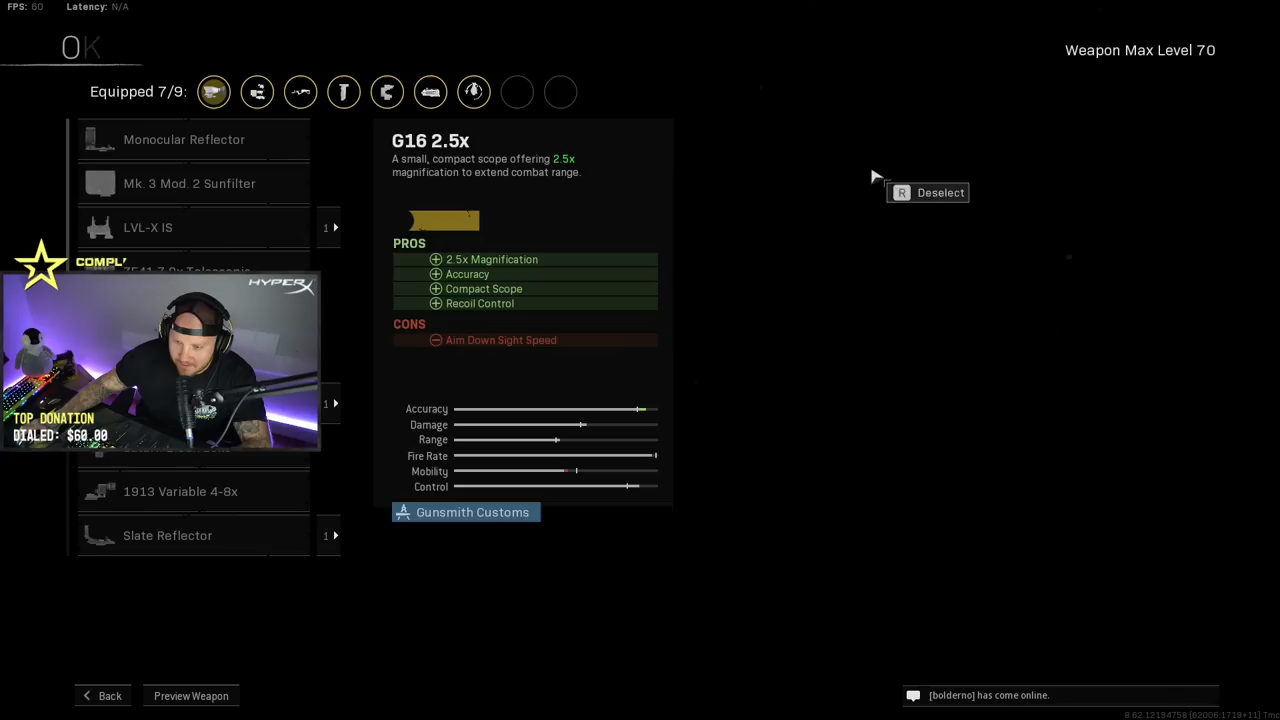 FPS: 60 Latency: N/A
OK
Weapon Max Level 70
Equipped 7/9:
Monocular Reflector
Mk. 3 Mod. 2 Sunfilter
LVL-X IS
1
G16 2.5x
A small, compact scope offering 2.5x
magnification to extend combat range.
R Deselect
PROS
2.5x Magnification
Accuracy
Compact Scope
Recoil Control
CONS
Aim Down Sight Speed
HYPERX
TOP DONATION
DIALED: $60.00
1
Accuracy
Damage
Range
Fire Rate
Mobility
Control
1913 Variable 4-8x
Slate Reflector
1
Gunsmith Customs
Back
Preview Weapon
[bolderno] has come online.